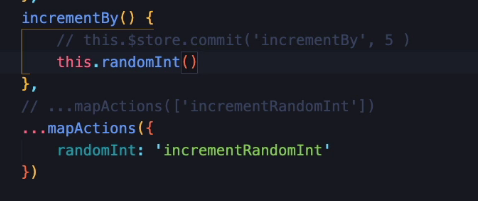 incrementBy() {
// this.$store.commit('incrementBy', 5 )
this.randomInt()
},
// ...mapActions(['incrementRandomInt'])
...mapActions({
randomInt: 'incrementRandomInt'
})